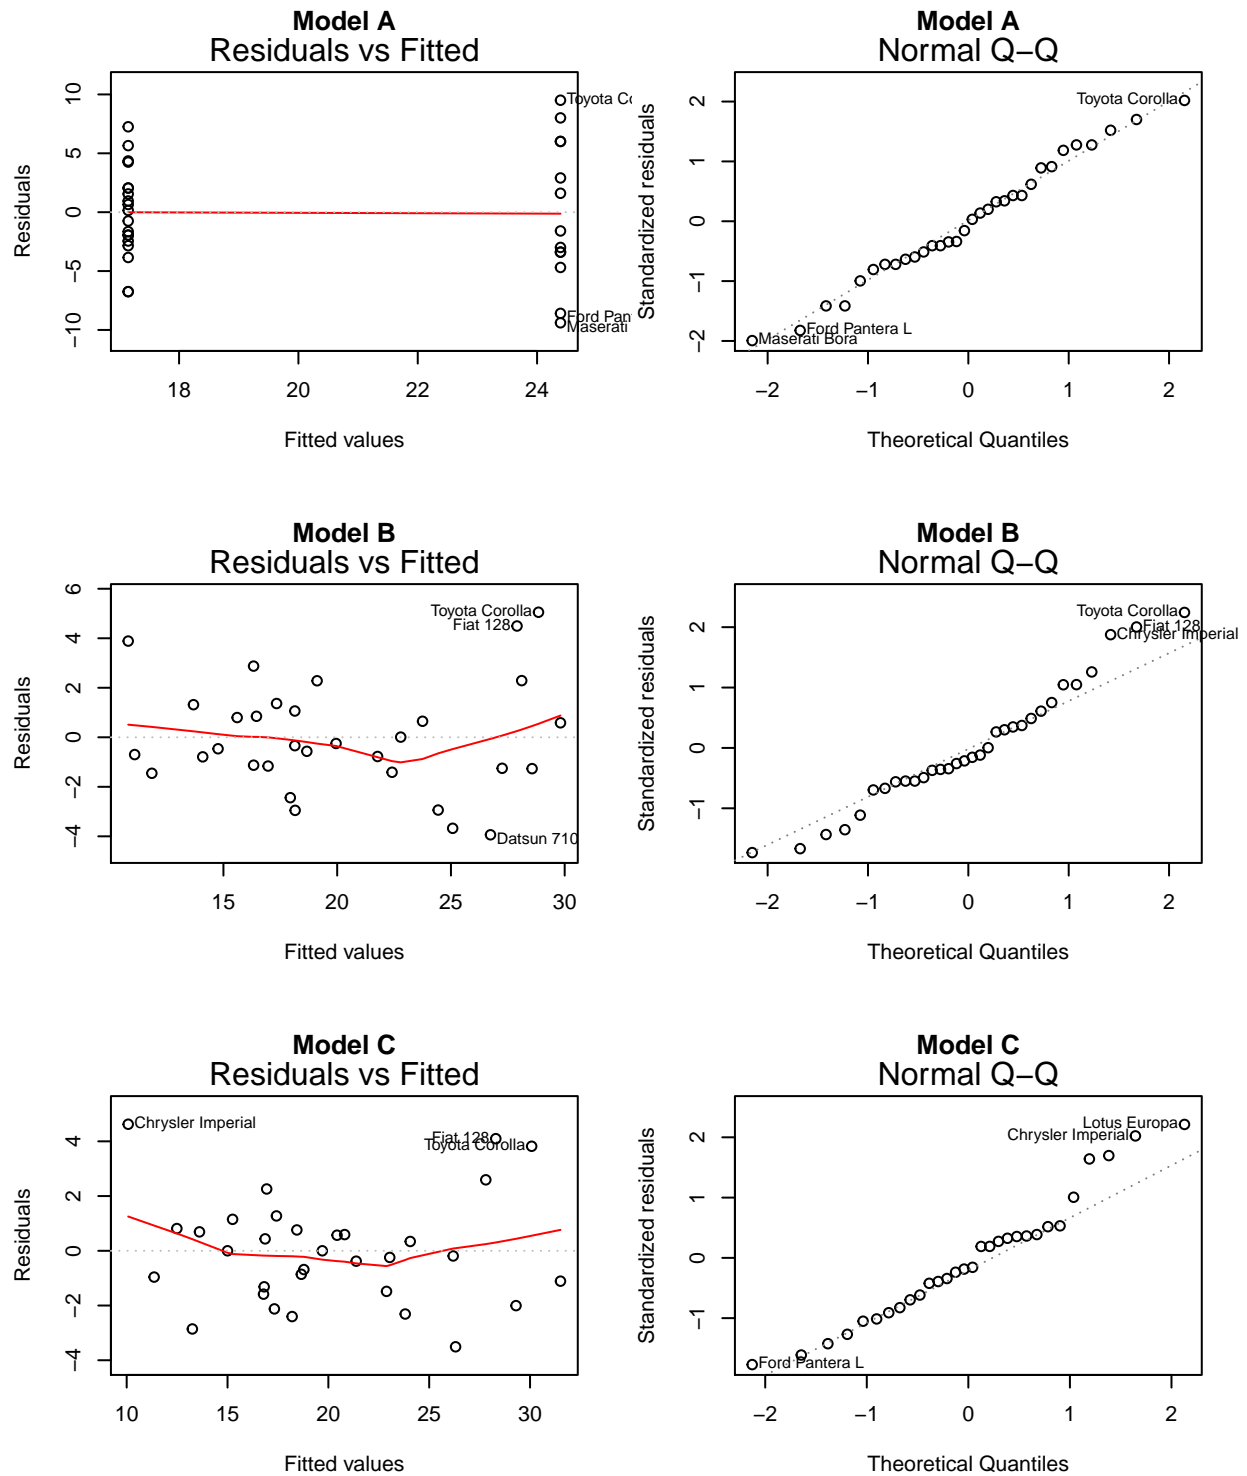 Model A
Residuals vs Fitted
Residuals
10
5
0
−5
−10
Toyota Co
Ford Pan
Maserati
18
20
22
24
Fitted values
Model A
Normal Q−Q
Standardized residuals
2
1
0
−1
−2
Toyota Corolla
Ford Pantera L
Maserati Bora
−2
−1
0
1
2
Theoretical Quantiles
Model B
Residuals vs Fitted
Residuals
6
4
2
0
−2
−4
Toyota Corolla
Fiat 128
Datsun 710
15
20
25
30
Fitted values
Model B
Normal Q−Q
Standardized residuals
2
1
0
−1
Toyota Corolla
Fiat 128
Chrysler Imperial
−2
−1
0
1
2
Theoretical Quantiles
Model C
Residuals vs Fitted
Residuals
4
2
0
−2
−4
Chrysler Imperial
Fiat 128
Toyota Corolla
10
15
20
25
30
Fitted values
Model C
Normal Q−Q
Standardized residuals
2
1
0
−1
Lotus Europa
Chrysler Imperial
Ford Pantera L
−2
−1
0
1
2
Theoretical Quantiles